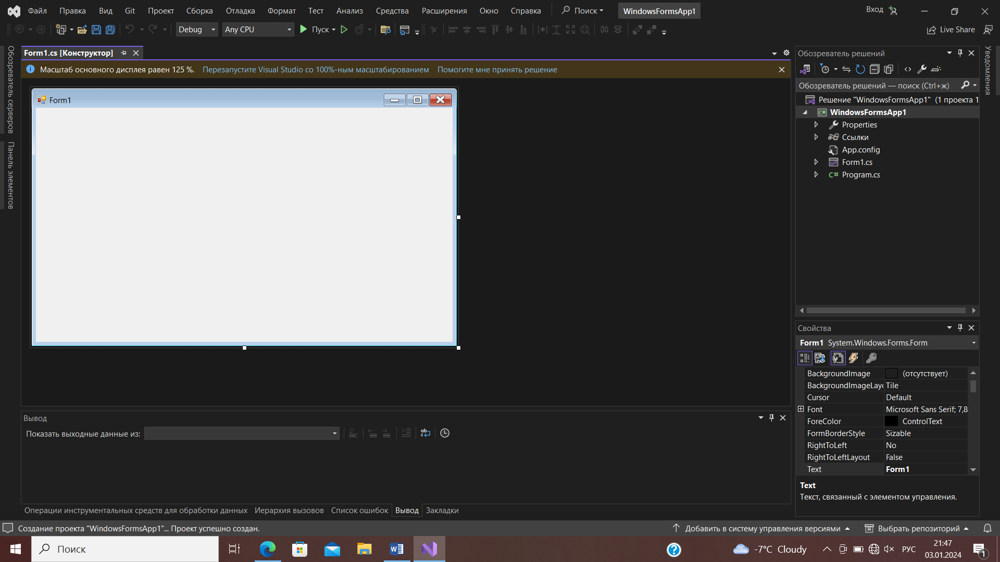 Файл Правка Вид Git Проект Сборка Отладка Формат Тест Анализ Средства Расширения Окно Справка Поиск WindowsFormsApp1 Вход
Debug Any CPU Пуск Live Share
Обозреватель серверов
Панель элементов
Form1.cs [Конструктор]
Масштаб основного дисплея равен 125 %. Перезапустите Visual Studio со 100%-ным масштабированием Помогите мне принять решение
Form1
Вывод
Показать выходные данные из:
Операции инструментальных средств для обработки данных Иерархия вызовов Список ошибок Вывод Закладки
Обозреватель решений
Обозреватель решений — поиск (Ctrl+ж)
Решение "WindowsFormsApp1" (1 проекта 1
WindowsFormsApp1
Properties
Ссылки
App.config
Form1.cs
C# Program.cs
Уведомления
Свойства
Form1 System.Windows.Forms.Form
BackgroundImage (отсутствует)
BackgroundImageLayo Tile
Cursor Default
Font Microsoft Sans Serif; 7,8
ForeColor ControlText
FormBorderStyle Sizable
RightToLeft No
RightToLeftLayout False
Text Form1
Text
Текст, связанный с элементом управления.
Создание проекта "WindowsFormsApp1"... Проект успешно создан. Добавить в систему управления версиями Выбрать репозиторий
Поиск -7°C Cloudy РУС 21:47
03.01.2024
1